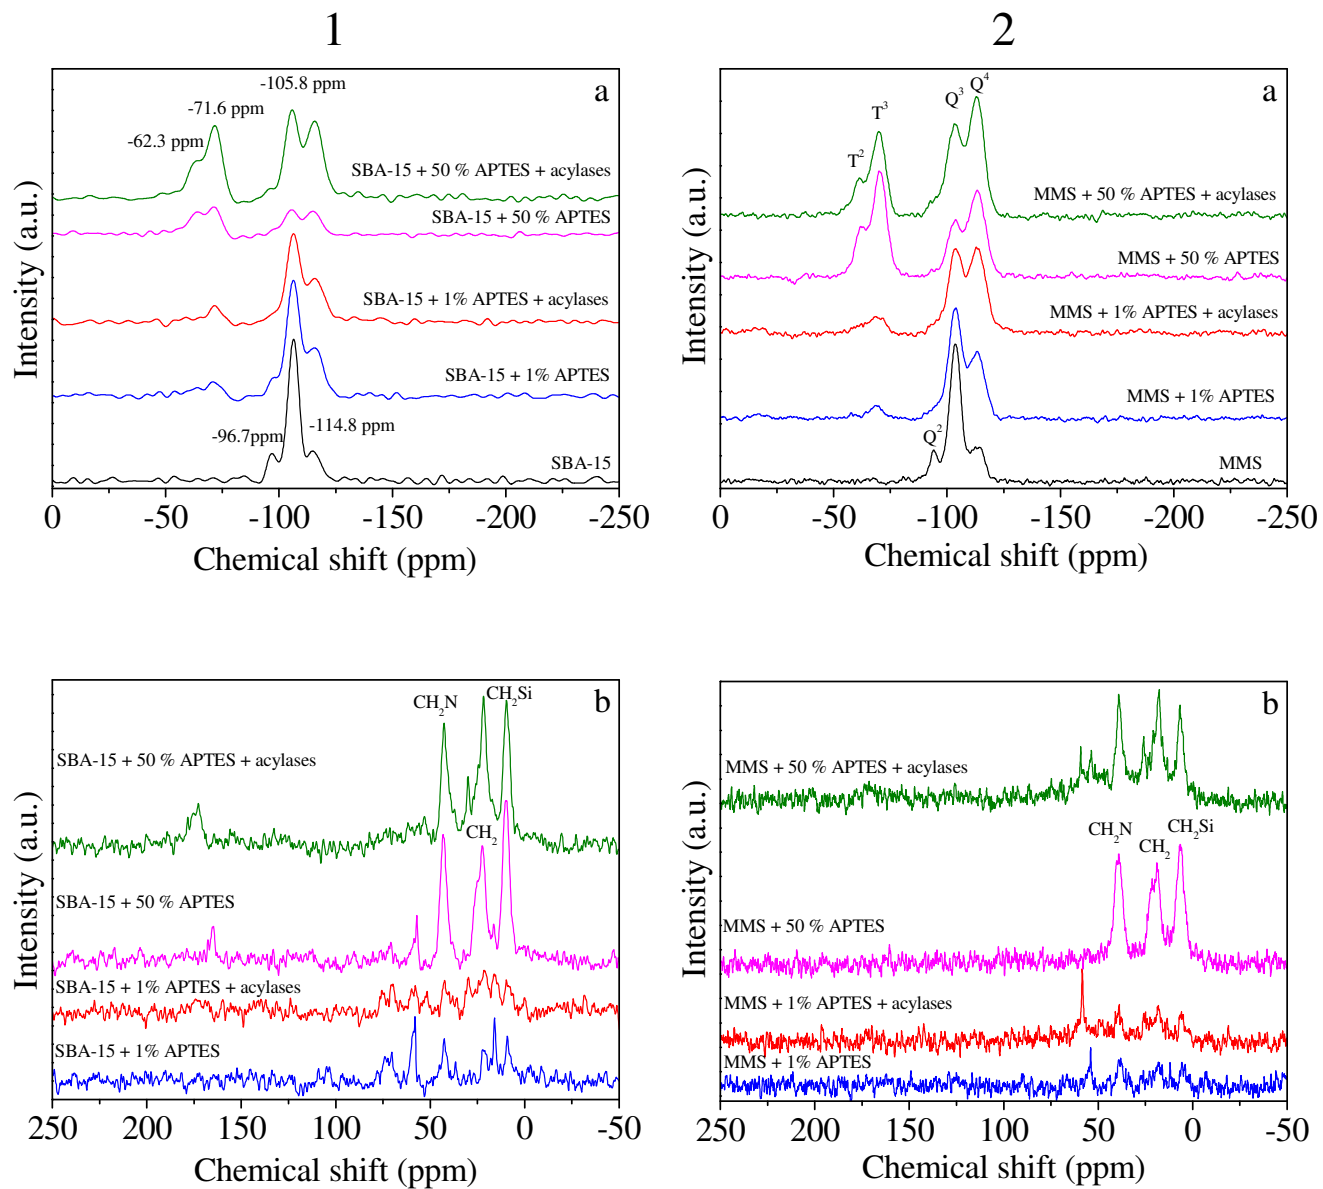 1
2
a
-105.8 ppm
-71.6 ppm
-62.3 ppm
SBA-15 + 50 % APTES + acylases
SBA-15 + 50 % APTES
SBA-15 + 1% APTES + acylases
SBA-15 + 1% APTES
-96.7ppm
-114.8 ppm
SBA-15
Intensity (a.u.)
0 -50 -100 -150 -200 -250
Chemical shift (ppm)
a
Q⁴
Q³
T³
T²
MMS + 50 % APTES + acylases
MMS + 50 % APTES
MMS + 1% APTES + acylases
MMS + 1% APTES
Q²
MMS
Intensity (a.u.)
0 -50 -100 -150 -200 -250
Chemical shift (ppm)
b
CH₂N
CH₂Si
SBA-15 + 50 % APTES + acylases
CH₂
SBA-15 + 50 % APTES
SBA-15 + 1% APTES + acylases
SBA-15 + 1% APTES
Intensity (a.u.)
250 200 150 100 50 0 -50
Chemical shift (ppm)
b
MMS + 50 % APTES + acylases
CH₂N
CH₂Si
CH₂
MMS + 50 % APTES
MMS + 1% APTES + acylases
MMS + 1% APTES
Intensity (a.u.)
250 200 150 100 50 0 -50
Chemical shift (ppm)